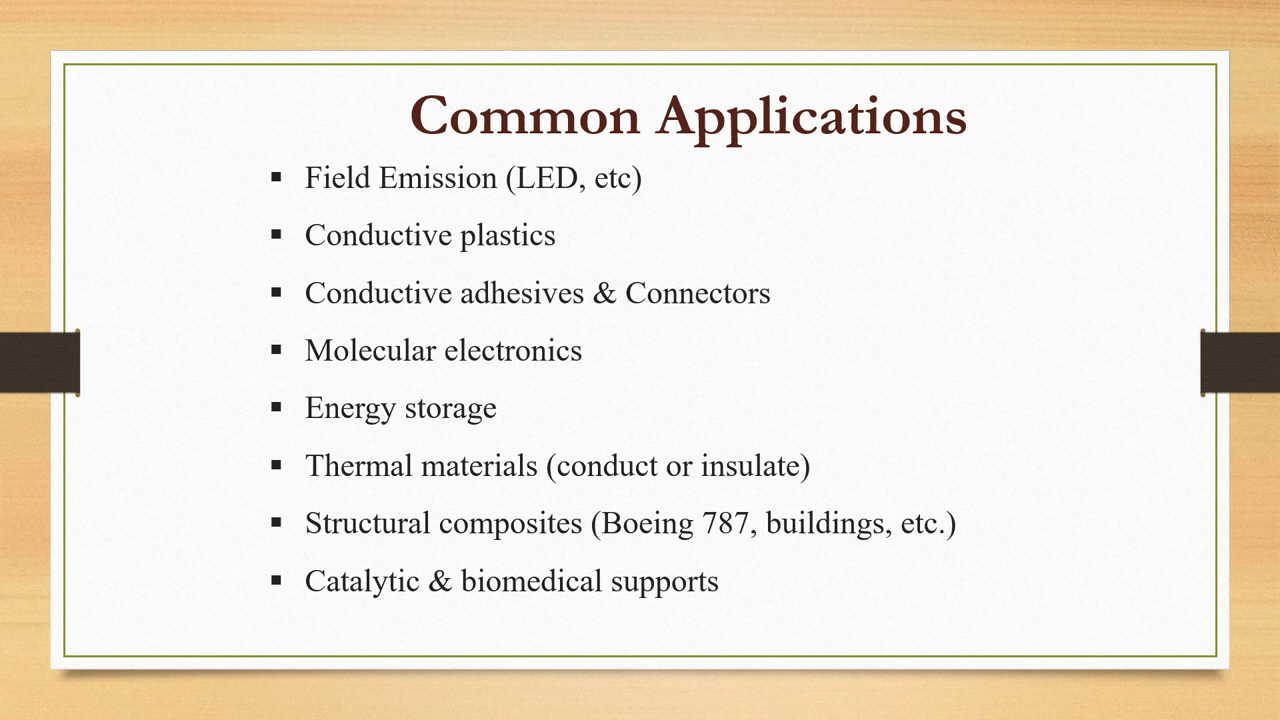 Common Applications
▪ Field Emission (LED, etc)
▪ Conductive plastics
▪ Conductive adhesives & Connectors
▪ Molecular electronics
▪ Energy storage
▪ Thermal materials (conduct or insulate)
▪ Structural composites (Boeing 787, buildings, etc.)
▪ Catalytic & biomedical supports